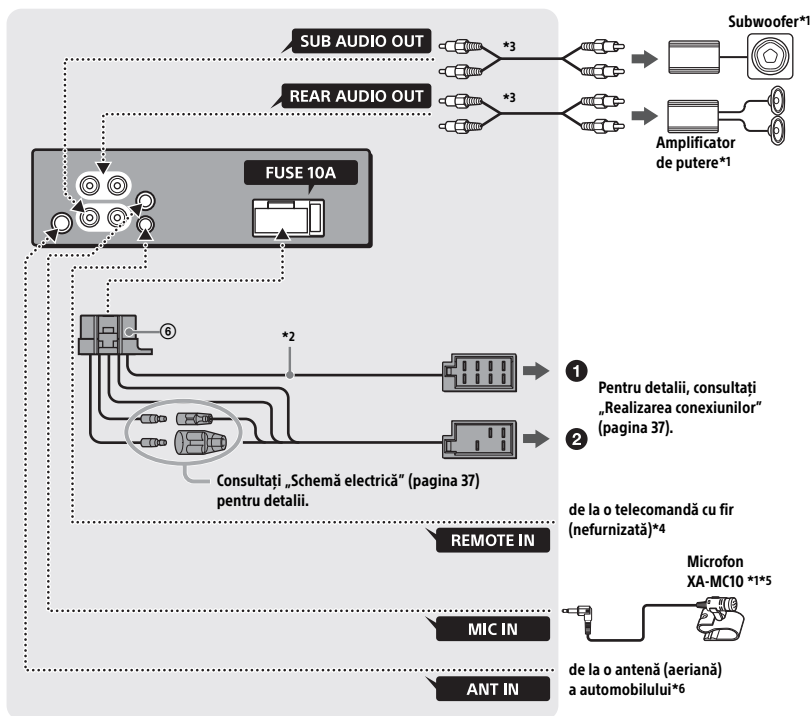 Subwoofer*1
SUB AUDIO OUT
*3
REAR AUDIO OUT
*3
Amplificator
de putere*1
FUSE 10A
6
*2
1
Pentru detalii, consultați
„Realizarea conexiunilor”
(pagina 37).
2
Consultați „Schemă electrică” (pagina 37)
pentru detalii.
de la o telecomandă cu fir
(nefurnizată)*4
REMOTE IN
Microfon
XA-MC10 *1*5
MIC IN
de la o antenă (aeriană)
a automobilului*6
ANT IN